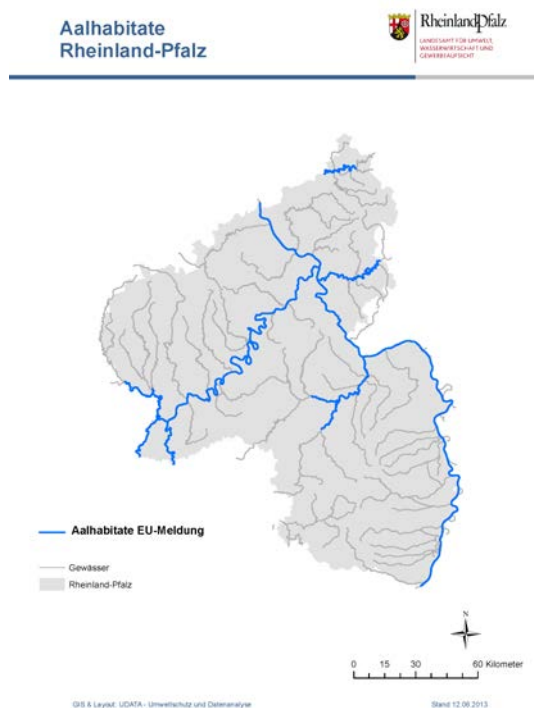 Aalhabitate
Rheinland-Pfalz
RheinlandPfalz
LANDESAMT FÜR UMWELT,
WASSERWIRTSCHAFT UND
GEWERBEAUFSICHT
Aalhabitate EU-Meldung
Gewässer
Rheinland-Pfalz
N
0 15 30 60 Kilometer
GIS & Layout: UDATA - Umweltschutz und Datenanalyse
Stand 12.06.2013